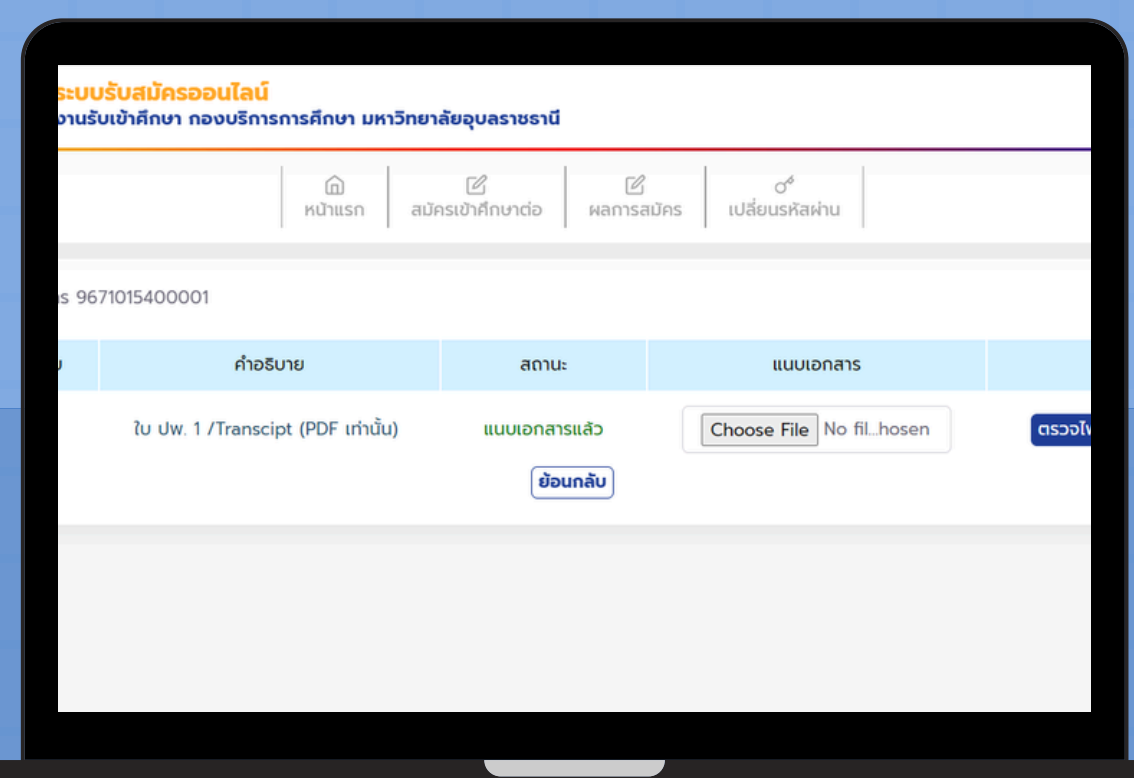 ระบบรับสมัครออนไลน์
งานรับเข้าศึกษา กองบริการการศึกษา มหาวิทยาลัยอุบลราชธานี
หน้าแรก สมัครเข้าศึกษาต่อ ผลการสมัคร เปลี่ยนรหัสผ่าน
9671015400001
คำอธิบาย สถานะ แนบเอกสาร
ใบ ปพ. 1 /Transcipt (PDF เท่านั้น) แนบเอกสารแล้ว Choose File No fil...hosen
ย้อนกลับ